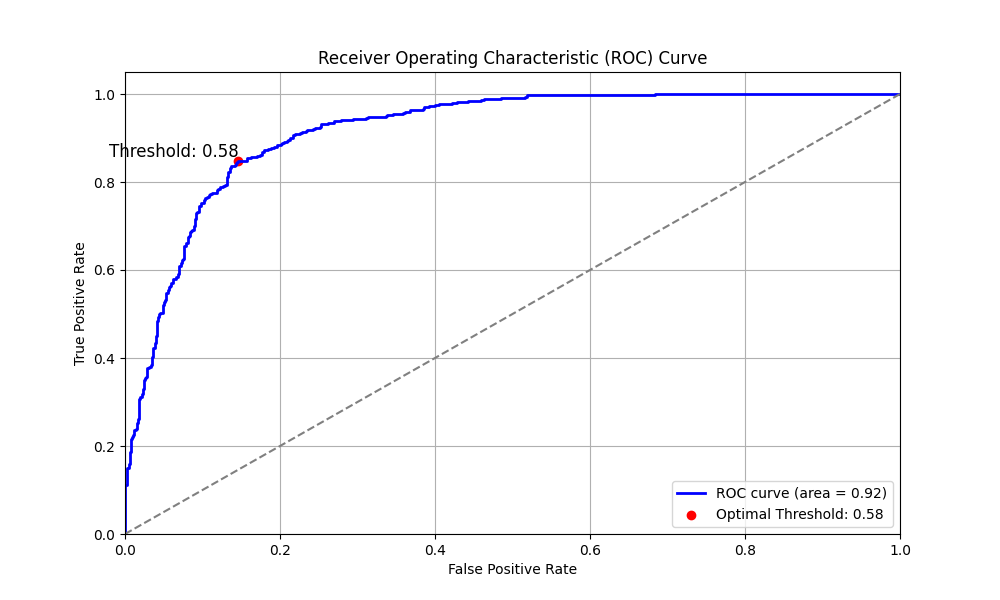 Receiver Operating Characteristic (ROC) Curve
True Positive Rate
1.0
0.8
0.6
0.4
0.2
0.0
Threshold: 0.58
ROC curve (area = 0.92)
Optimal Threshold: 0.58
0.0 0.2 0.4 0.6 0.8 1.0
False Positive Rate